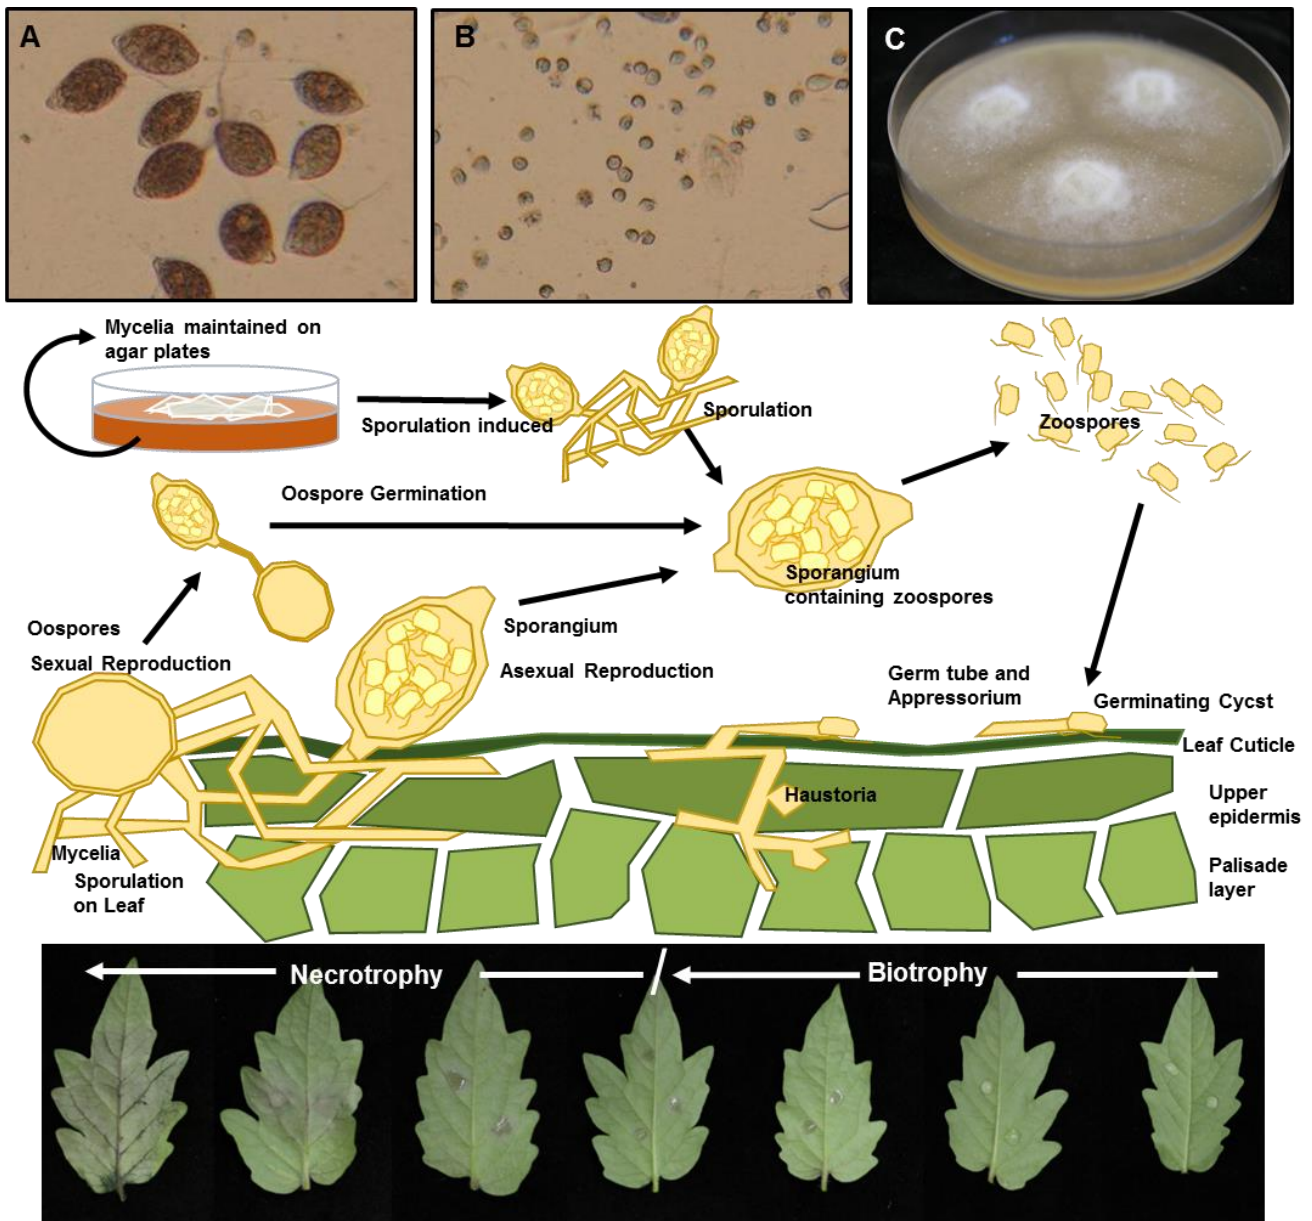 A
B
C
Mycelia maintained on
agar plates
Sporulation induced
Sporulation
Zoospores
Oospore Germination
Sporangium
containing zoospores
Oospores
Sexual Reproduction
Sporangium
Asexual Reproduction
Germ tube and
Appressorium
Germinating Cycst
Leaf Cuticle
Haustoria
Upper
epidermis
Mycelia
Sporulation
on Leaf
Palisade
layer
Necrotrophy
Biotrophy